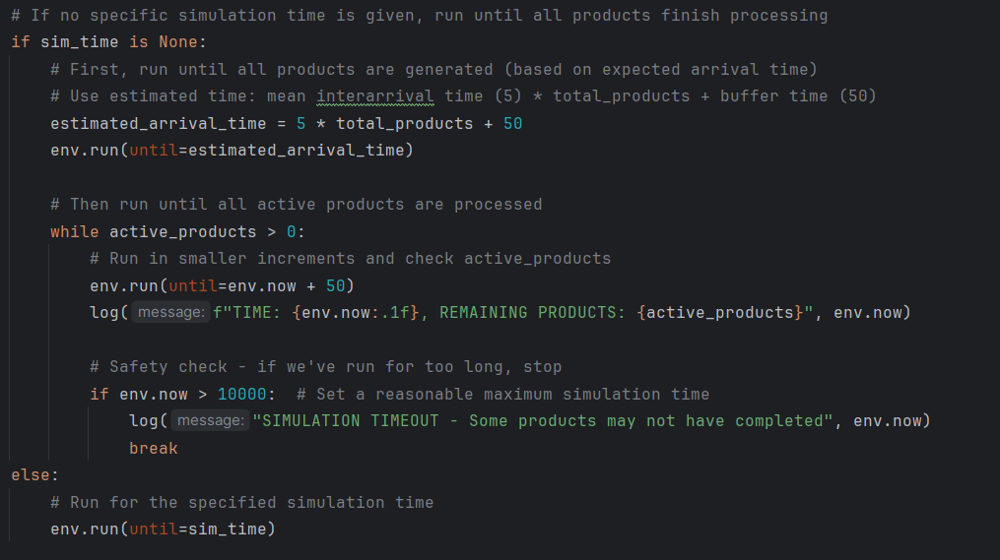 # If no specific simulation time is given, run until all products finish processing
if sim_time is None:
    # First, run until all products are generated (based on expected arrival time)
    # Use estimated time: mean interarrival time (5) * total_products + buffer time (50)
    estimated_arrival_time = 5 * total_products + 50
    env.run(until=estimated_arrival_time)

    # Then run until all active products are processed
    while active_products > 0:
        # Run in smaller increments and check active_products
        env.run(until=env.now + 50)
        log( message: f"TIME: {env.now:.1f}, REMAINING PRODUCTS: {active_products}", env.now)

        # Safety check - if we've run for too long, stop
        if env.now > 10000:  # Set a reasonable maximum simulation time
            log( message: "SIMULATION TIMEOUT - Some products may not have completed", env.now)
            break
else:
    # Run for the specified simulation time
    env.run(until=sim_time)